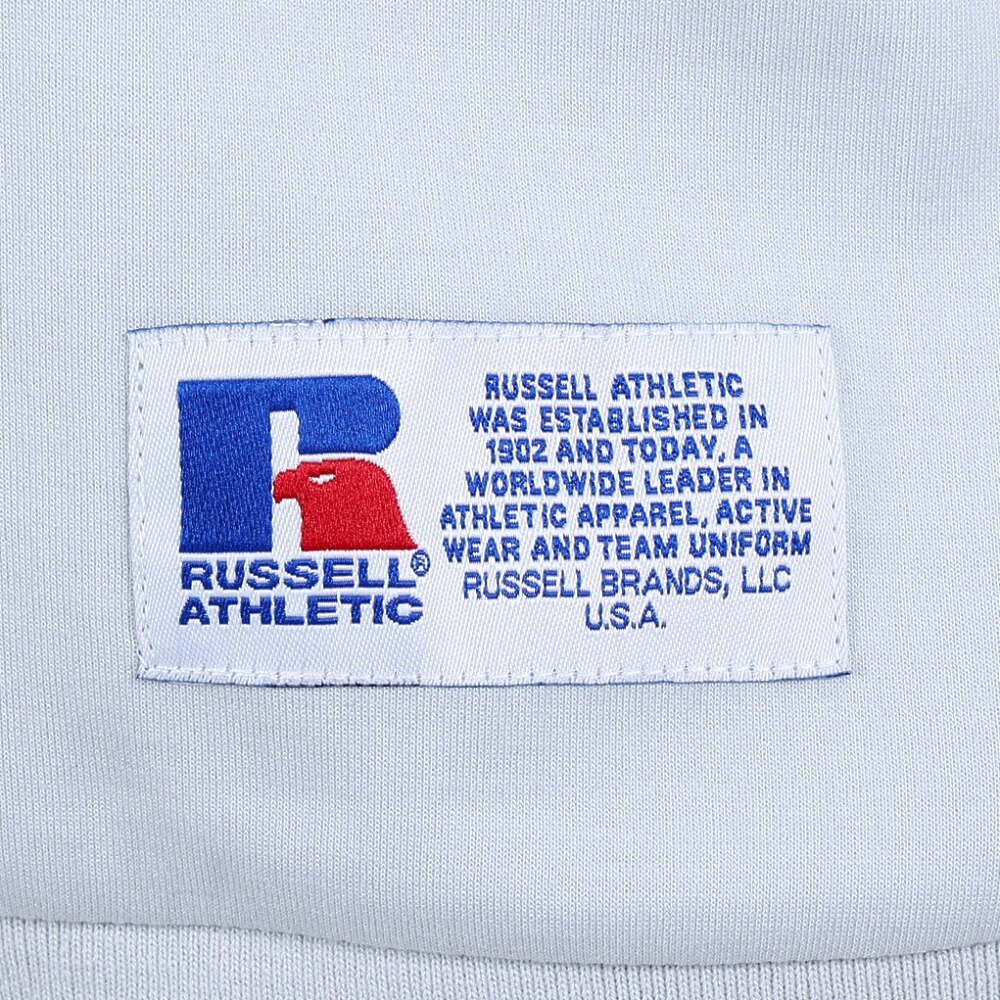 R
RUSSELL®
ATHLETIC
RUSSELL ATHLETIC
WAS ESTABLISHED IN
1902 AND TODAY, A
WORLDWIDE LEADER IN
ATHLETIC APPAREL, ACTIVE
WEAR AND TEAM UNIFORM
RUSSELL BRANDS, LLC
U.S.A.